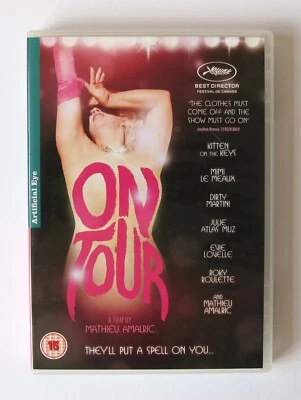 Artificial Eye
BEST DIRECTOR
FESTIVAL DE CANNES
"THE CLOTHES MUST
COME OFF AND THE
SHOW MUST GO ON"
KITTEN
ON THE KEYS
MIMI
LE MEAUX
DIRTY
MARTINI
JULIE
ATLAS MUZ
EVIE
LOVELLE
ROKY
ROULETTE
AND MATHIEU
AMALRIC
ON
TOUR
A FILM BY
MATHIEU AMALRIC
15
THEY'LL PUT A SPELL ON YOU...